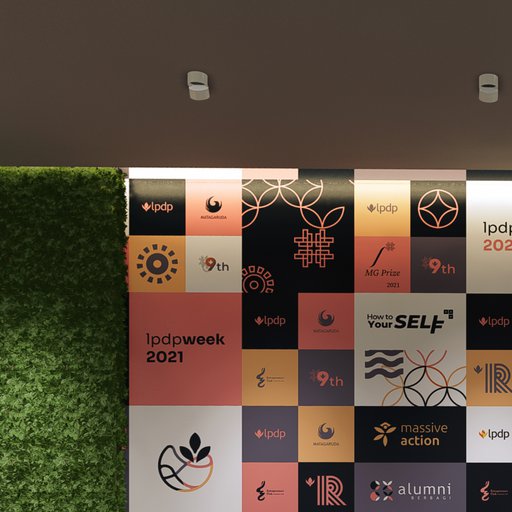 lpdp
MATAGARUDA
lpdp
lpdp
2021
9th
MG Prize
2021
9th
lpdpweek
2021
lpdp
MATAGARUDA
How to
Your SELF
lpdp
9th
lpdp
MATAGARUDA
massive
action
lpdp
alumni
BERBAGI